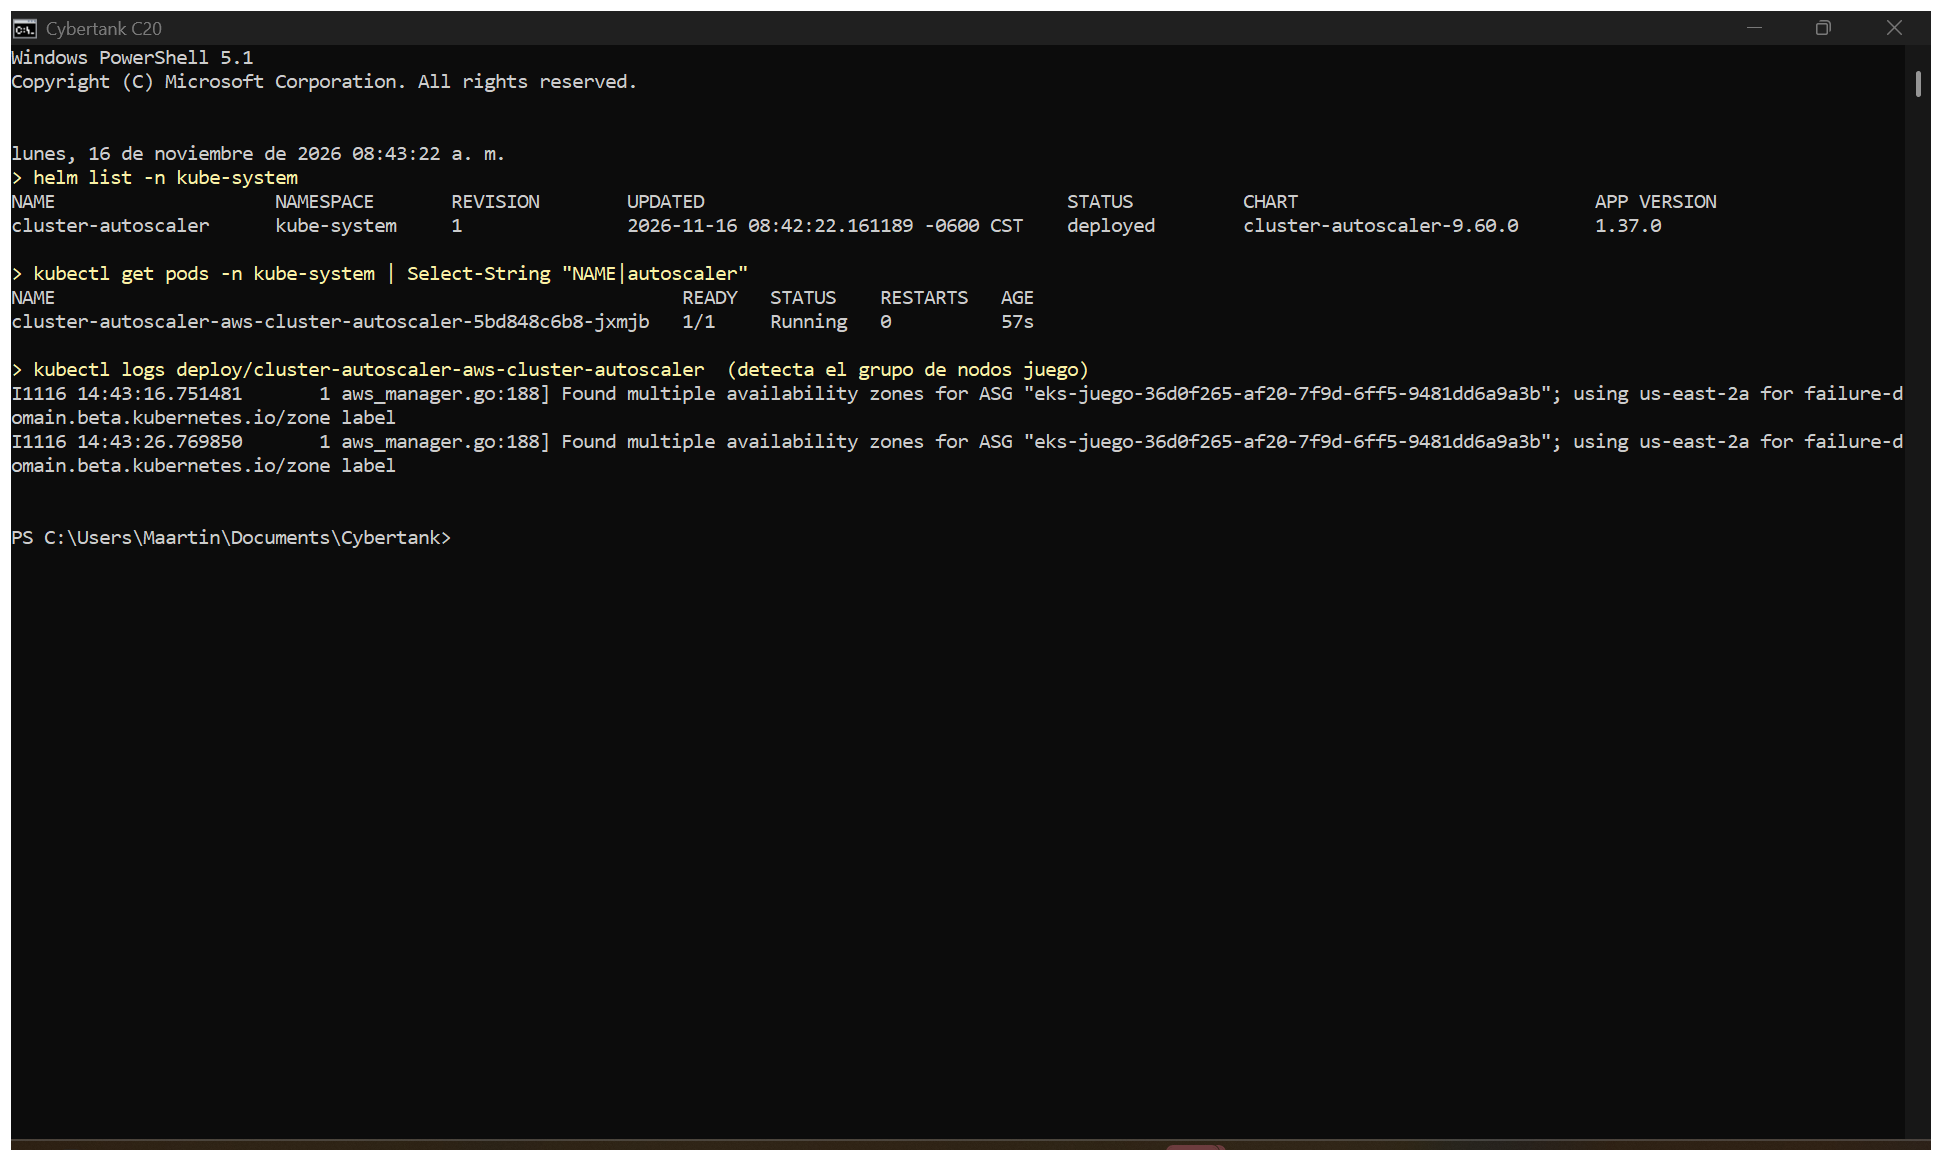 Cybertank C20
Windows PowerShell 5.1
Copyright (C) Microsoft Corporation. All rights reserved.
lunes, 16 de noviembre de 2026 08:43:22 a. m.
> helm list -n kube-system
NAME NAMESPACE REVISION UPDATED STATUS CHART APP VERSION
cluster-autoscaler kube-system 1 2026-11-16 08:42:22.161189 -0600 CST deployed cluster-autoscaler-9.60.0 1.37.0
> kubectl get pods -n kube-system | Select-String "NAME|autoscaler"
NAME READY STATUS RESTARTS AGE
cluster-autoscaler-aws-cluster-autoscaler-5bd848c6b8-jxmjb 1/1 Running 0 57s
> kubectl logs deploy/cluster-autoscaler-aws-cluster-autoscaler (detecta el grupo de nodos juego)
I1116 14:43:16.751481 1 aws_manager.go:188] Found multiple availability zones for ASG "eks-juego-36d0f265-af20-7f9d-6ff5-9481dd6a9a3b"; using us-east-2a for failure-d
omain.beta.kubernetes.io/zone label
I1116 14:43:26.769850 1 aws_manager.go:188] Found multiple availability zones for ASG "eks-juego-36d0f265-af20-7f9d-6ff5-9481dd6a9a3b"; using us-east-2a for failure-d
omain.beta.kubernetes.io/zone label
PS C:\Users\Maartin\Documents\Cybertank>